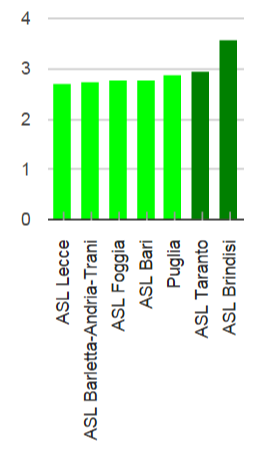 4
3
2
1
0
ASL Lecce
ASL Barletta-Andria-Trani
ASL Foggia
ASL Bari
Puglia
ASL Taranto
ASL Brindisi